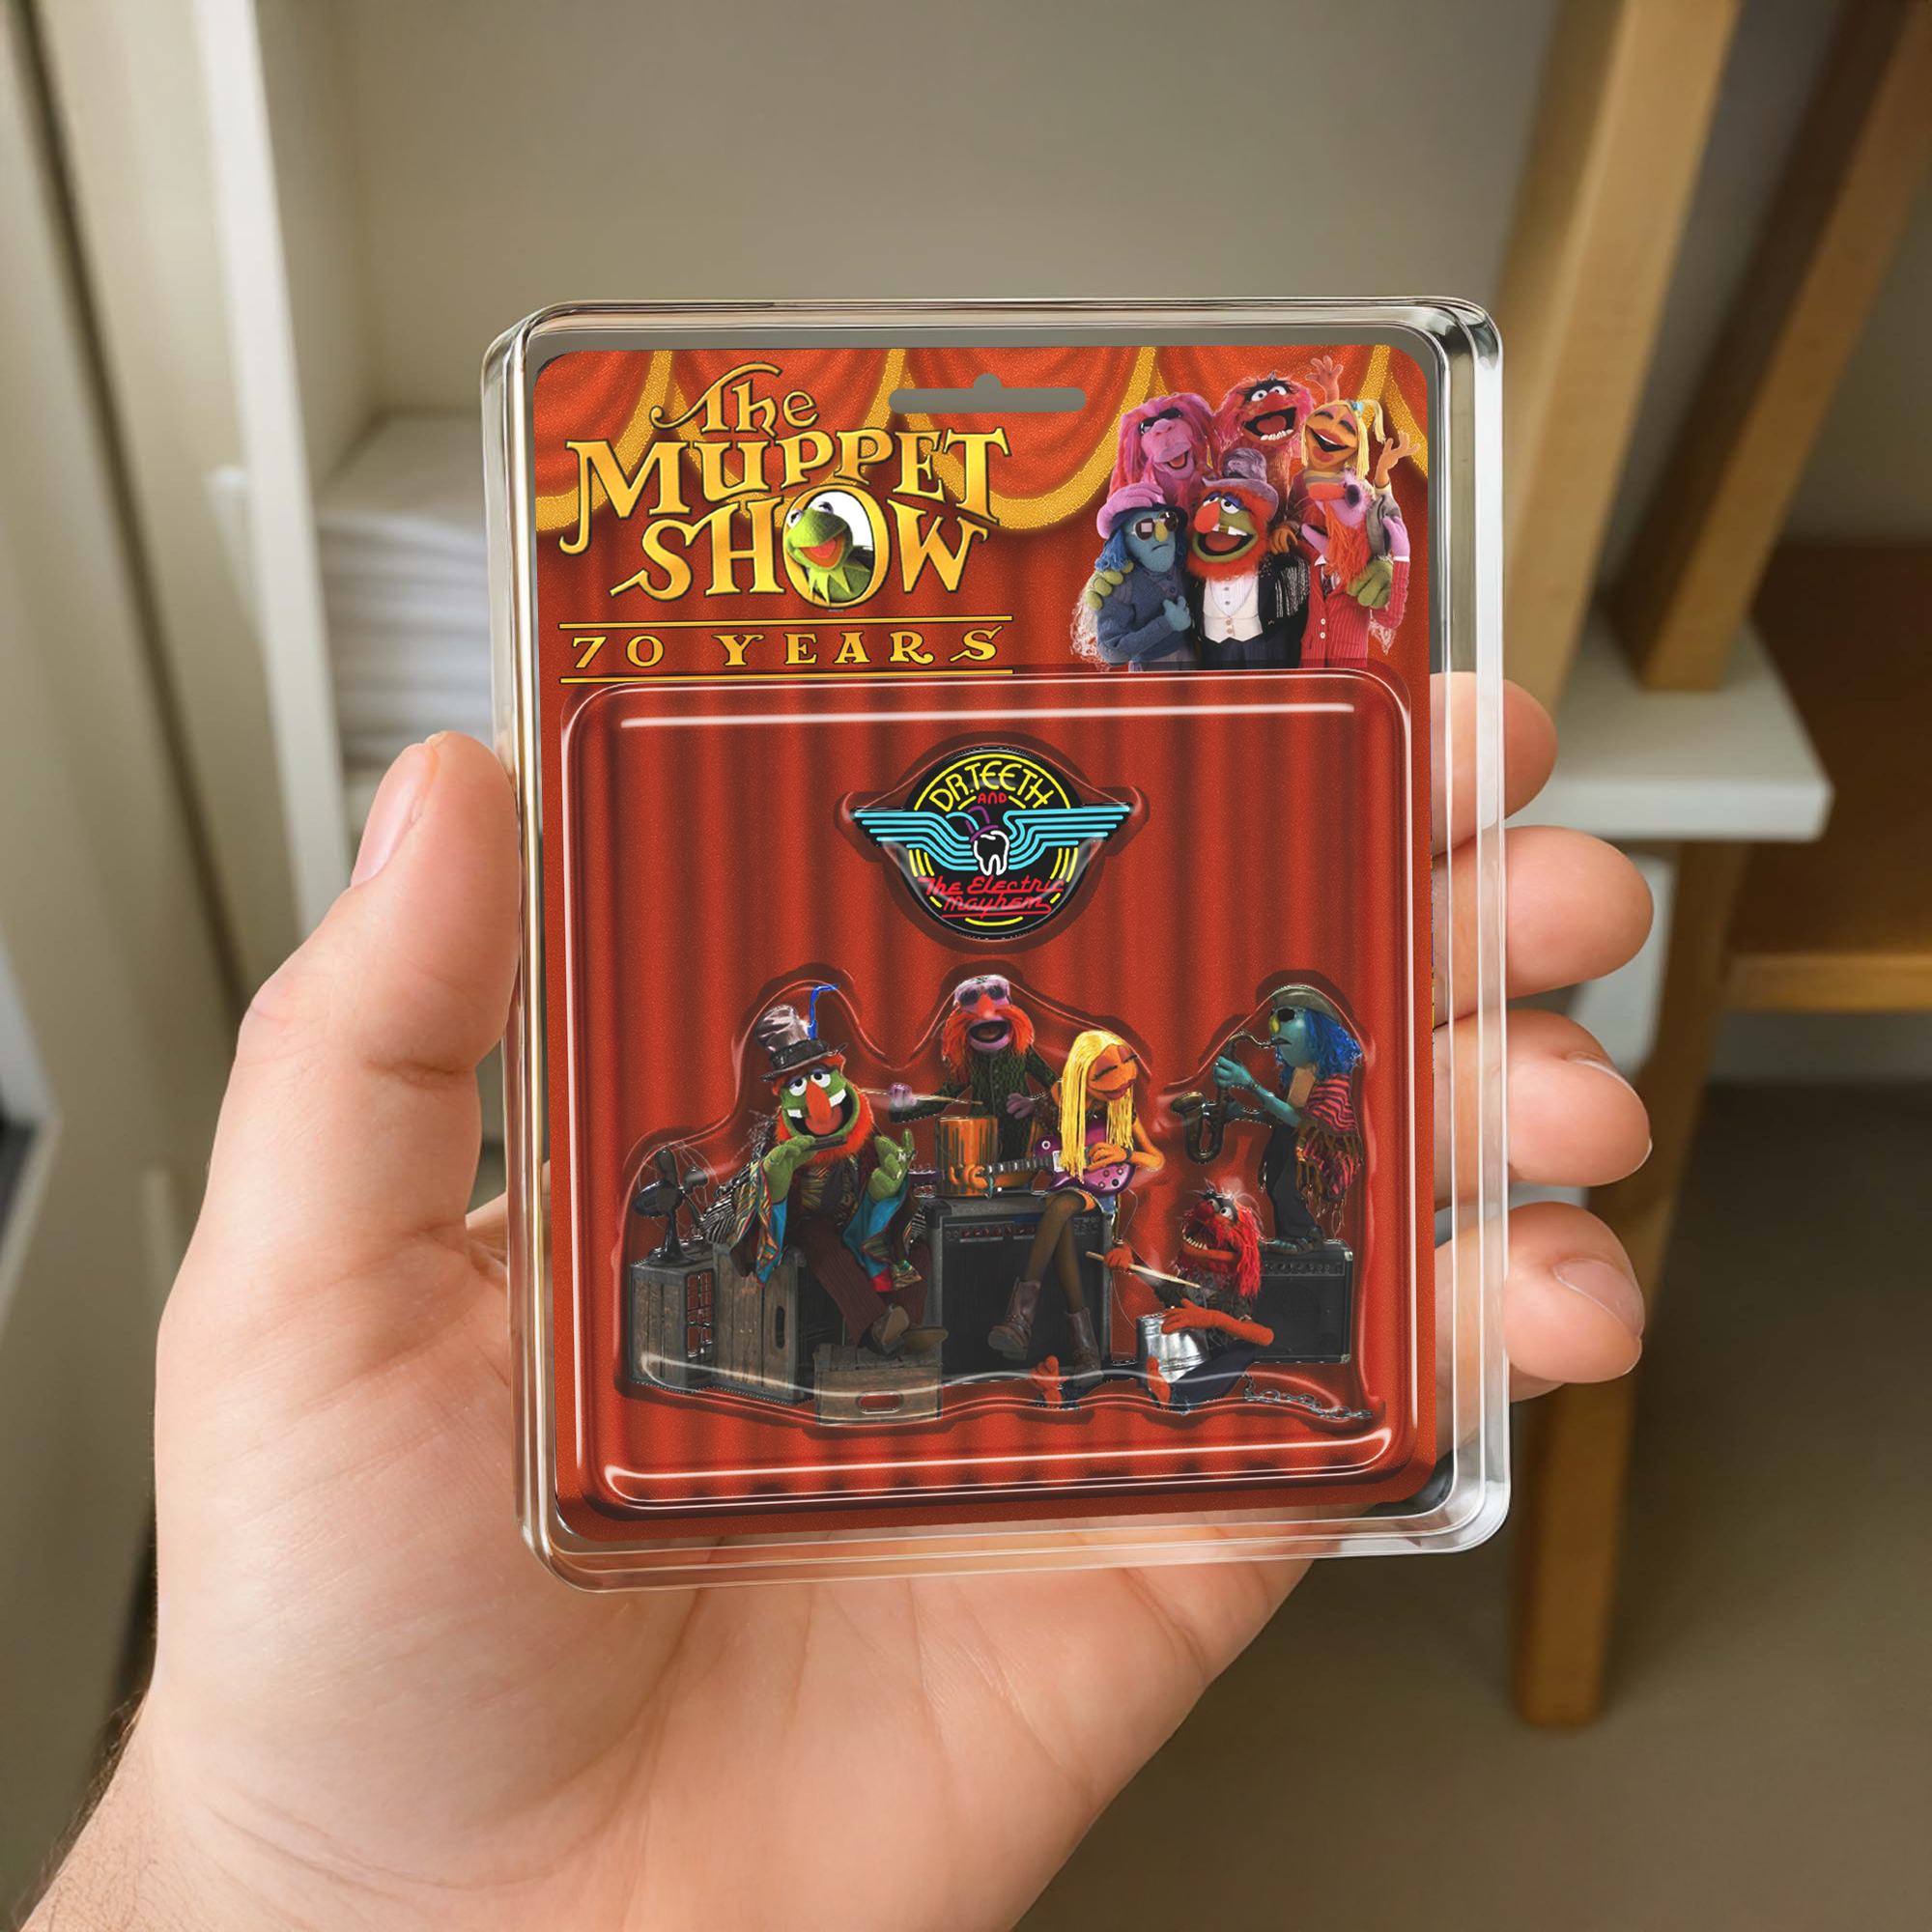 The
MUPPET
SHOW
70 YEARS
DR. TEETH
AND
The Electric
Mayhem